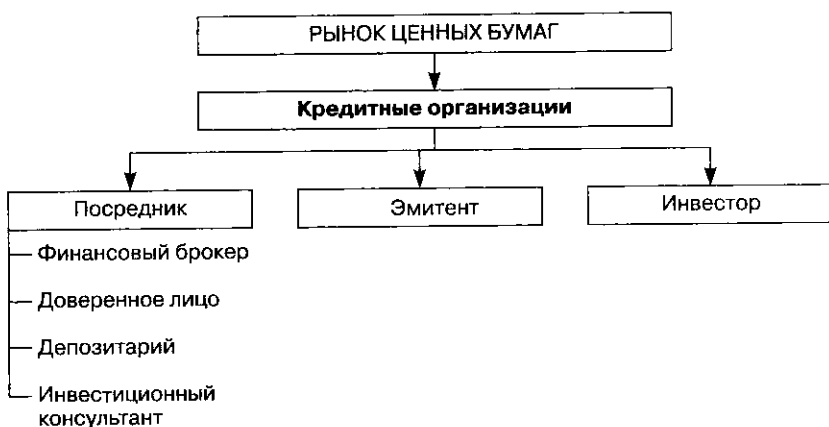 РЫНОК ЦЕННЫХ БУМАГ
Кредитные организации
Посредник
Эмитент
Инвестор
Финансовый брокер
Доверенное лицо
Депозитарий
Инвестиционный
консультант